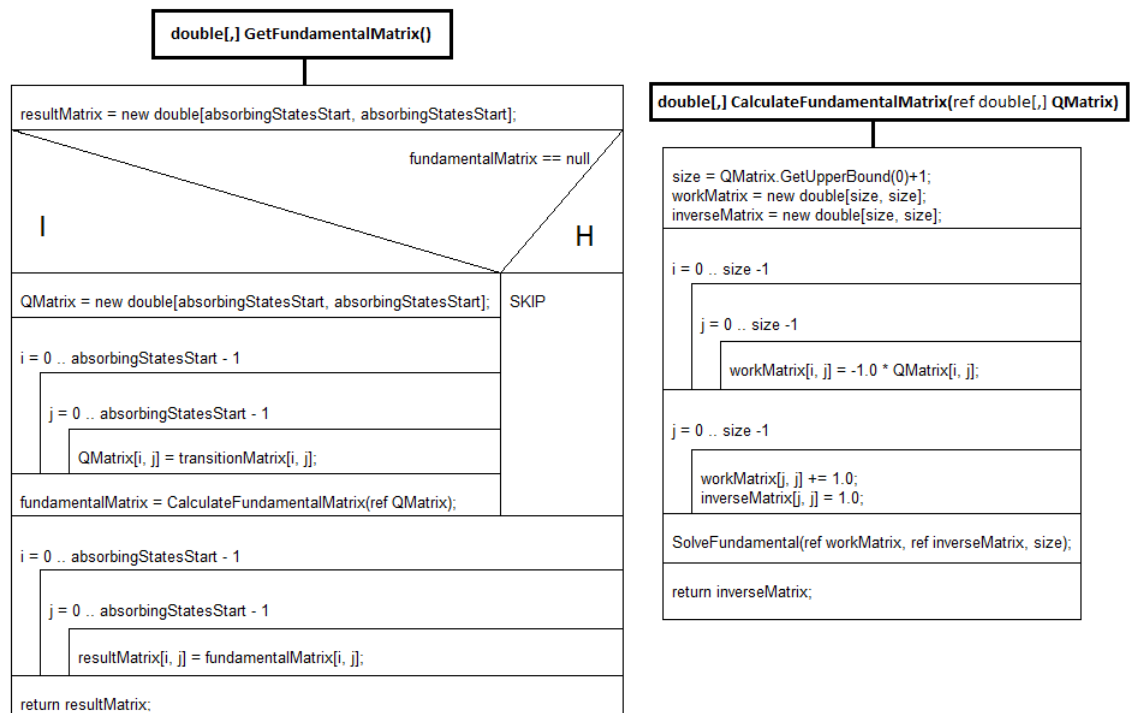 double[,] GetFundamentalMatrix()
resultMatrix = new double[absorbingStatesStart, absorbingStatesStart];
fundamentalMatrix == null
I
H
QMatrix = new double[absorbingStatesStart, absorbingStatesStart];
SKIP
i = 0 .. absorbingStatesStart - 1
j = 0 .. absorbingStatesStart - 1
QMatrix[i, j] = transitionMatrix[i, j];
fundamentalMatrix = CalculateFundamentalMatrix(ref QMatrix);
i = 0 .. absorbingStatesStart - 1
j = 0 .. absorbingStatesStart - 1
resultMatrix[i, j] = fundamentalMatrix[i, j];
return resultMatrix;
double[,] CalculateFundamentalMatrix(ref double[,] QMatrix)
size = QMatrix.GetUpperBound(0)+1;
workMatrix = new double[size, size];
inverseMatrix = new double[size, size];
i = 0 .. size -1
j = 0 .. size -1
workMatrix[i, j] = -1.0 * QMatrix[i, j];
j = 0 .. size -1
workMatrix[j, j] += 1.0;
inverseMatrix[j, j] = 1.0;
SolveFundamental(ref workMatrix, ref inverseMatrix, size);
return inverseMatrix;